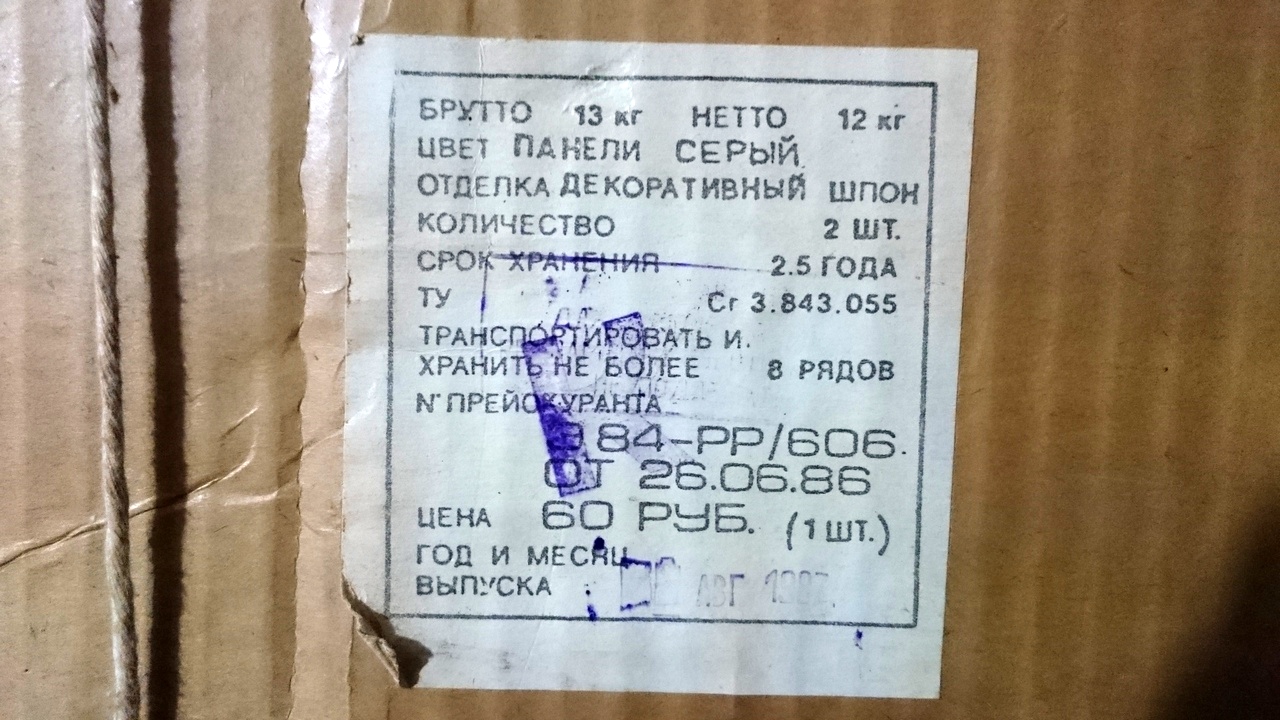 БРУТТО 13 кг НЕТТО 12 кг
ЦВЕТ ПАНЕЛИ СЕРЫЙ
ОТДЕЛКА ДЕКОРАТИВНЫЙ ШПОН
КОЛИЧЕСТВО 2 ШТ.
СРОК ХРАНЕНИЯ 2.5 ГОДА
ТУ Сг 3.843.055
ТРАНСПОРТИРОВАТЬ И.
ХРАНИТЬ НЕ БОЛЕЕ 8 РЯДОВ
N° ПРЕЙСКУРАНТА
084-РР/606.
ОТ 26.06.86
ЦЕНА 60 РУБ. (1 ШТ.)
ГОД И МЕСЯЦ
ВЫПУСКА АВГ